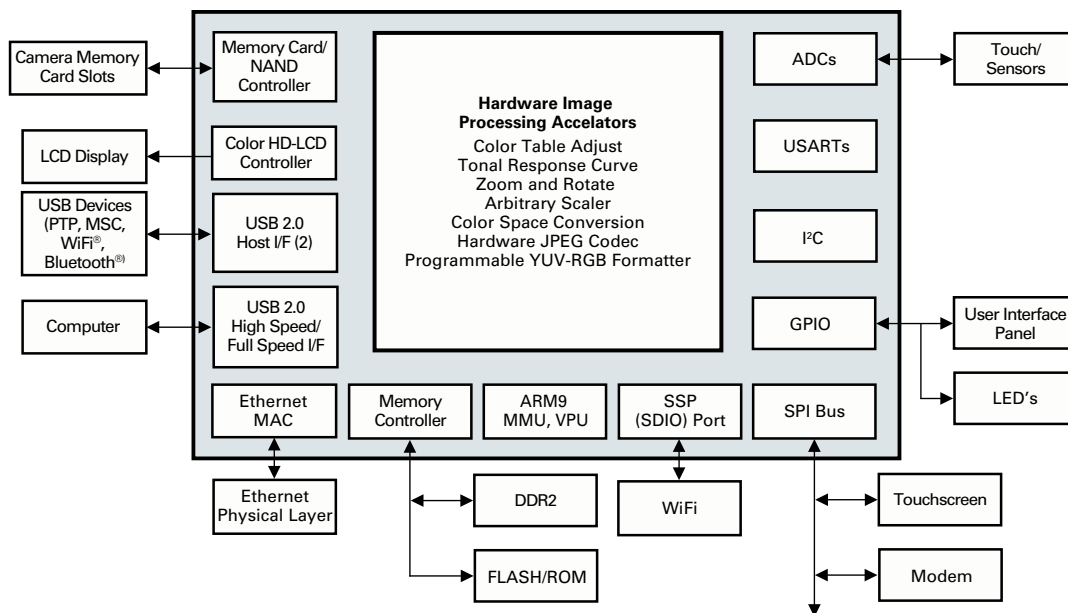 Camera Memory
Card Slots
Memory Card/
NAND
Controller
LCD Display
Color HD-LCD
Controller
USB Devices
(PTP, MSC,
WiFi®,
Bluetooth®)
USB 2.0
Host I/F (2)
Computer
USB 2.0
High Speed/
Full Speed I/F
Hardware Image
Processing Accelators
Color Table Adjust
Tonal Response Curve
Zoom and Rotate
Arbitrary Scaler
Color Space Conversion
Hardware JPEG Codec
Programmable YUV-RGB Formatter
ADCs
Touch/
Sensors
USARTs
I²C
GPIO
User Interface
Panel
LED's
Ethernet
MAC
Memory
Controller
ARM9
MMU, VPU
SSP
(SDIO) Port
SPI Bus
Ethernet
Physical Layer
DDR2
WiFi
Touchscreen
FLASH/ROM
Modem